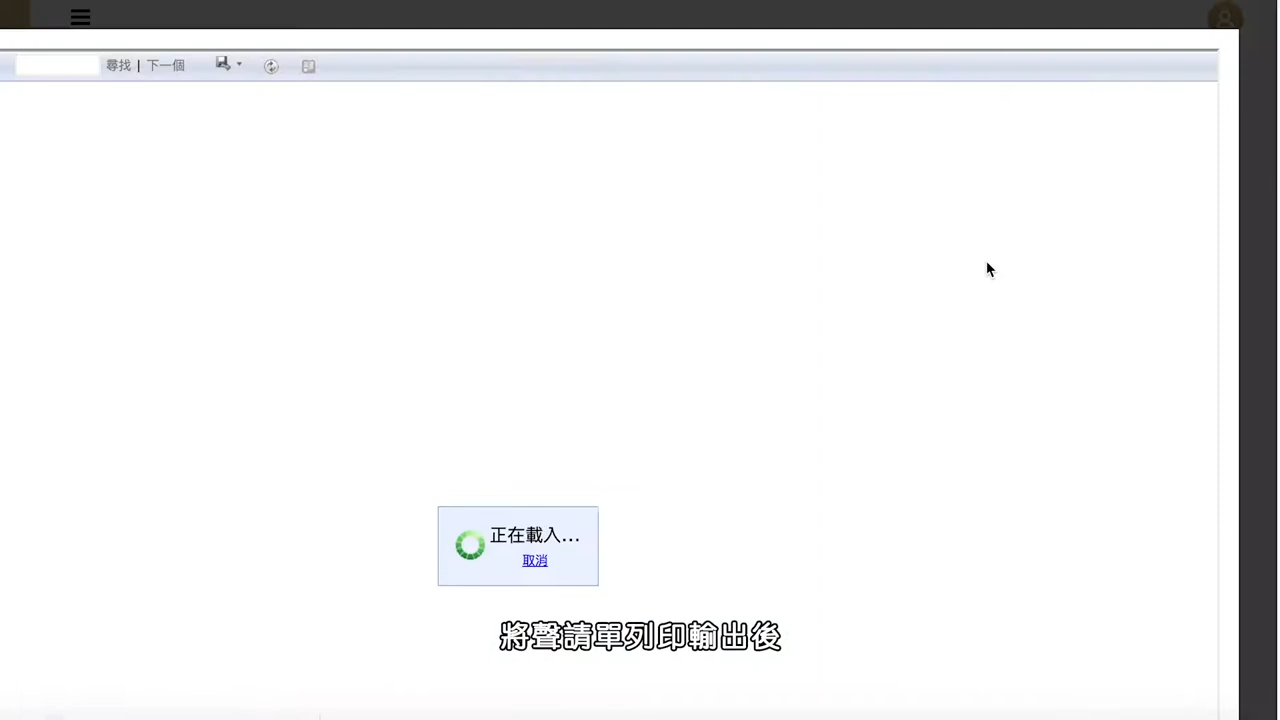 尋找 | 下一個
正在載入...
取消
將聲請單列印輸出後